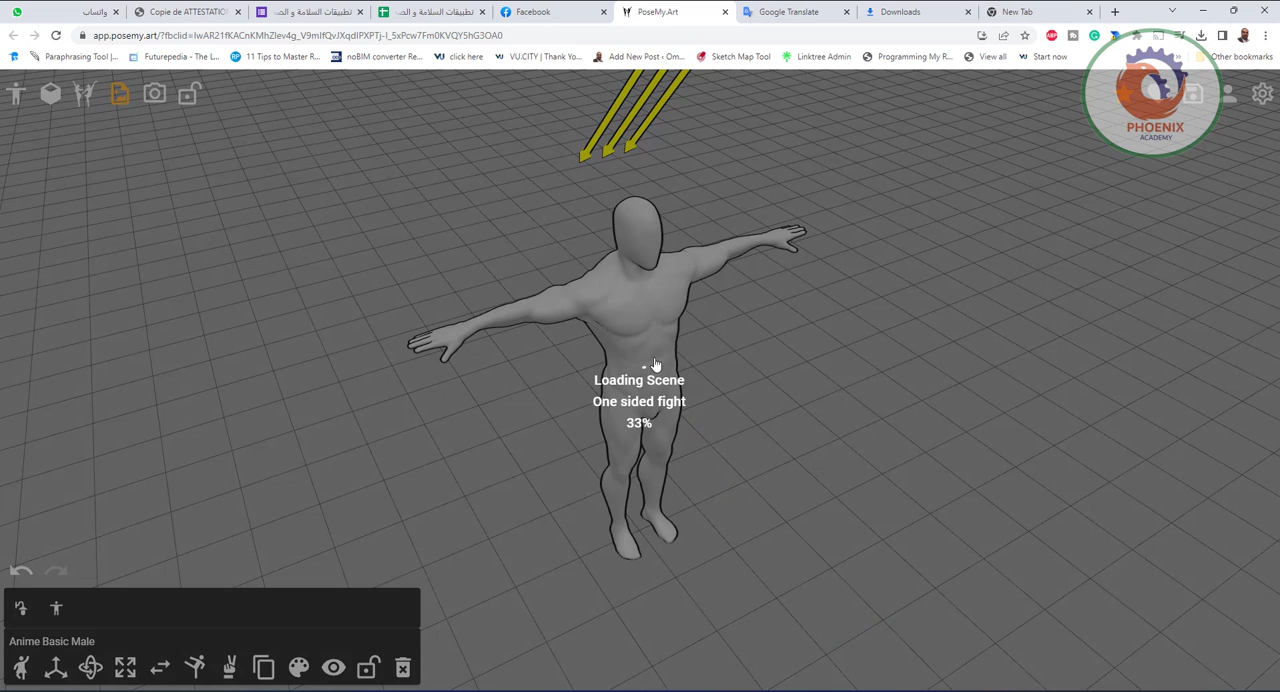 واتساب
Copie de ATTESTATIO
تطبيقات السلامة و الص
تطبيقات السلامة و الص
Facebook
PoseMy.Art
Google Translate
Downloads
New Tab
app.posemy.art/?fbclid=IwAR21fKACnKMhZlev4g_V9mIfQvJXqdIPXPTj-I_5xPcw7Fm0KVQY5hG3OA0
Paraphrasing Tool |...
Futurepedia - The L...
11 Tips to Master R...
noBIM converter Re...
click here
VU.CITY | Thank Yo...
Add New Post ‹ Om...
Sketch Map Tool
Linktree Admin
Programming My R...
View all
Start now
Other bookmarks
PHOENIX
ACADEMY
Loading Scene
One sided fight
33%
Anime Basic Male